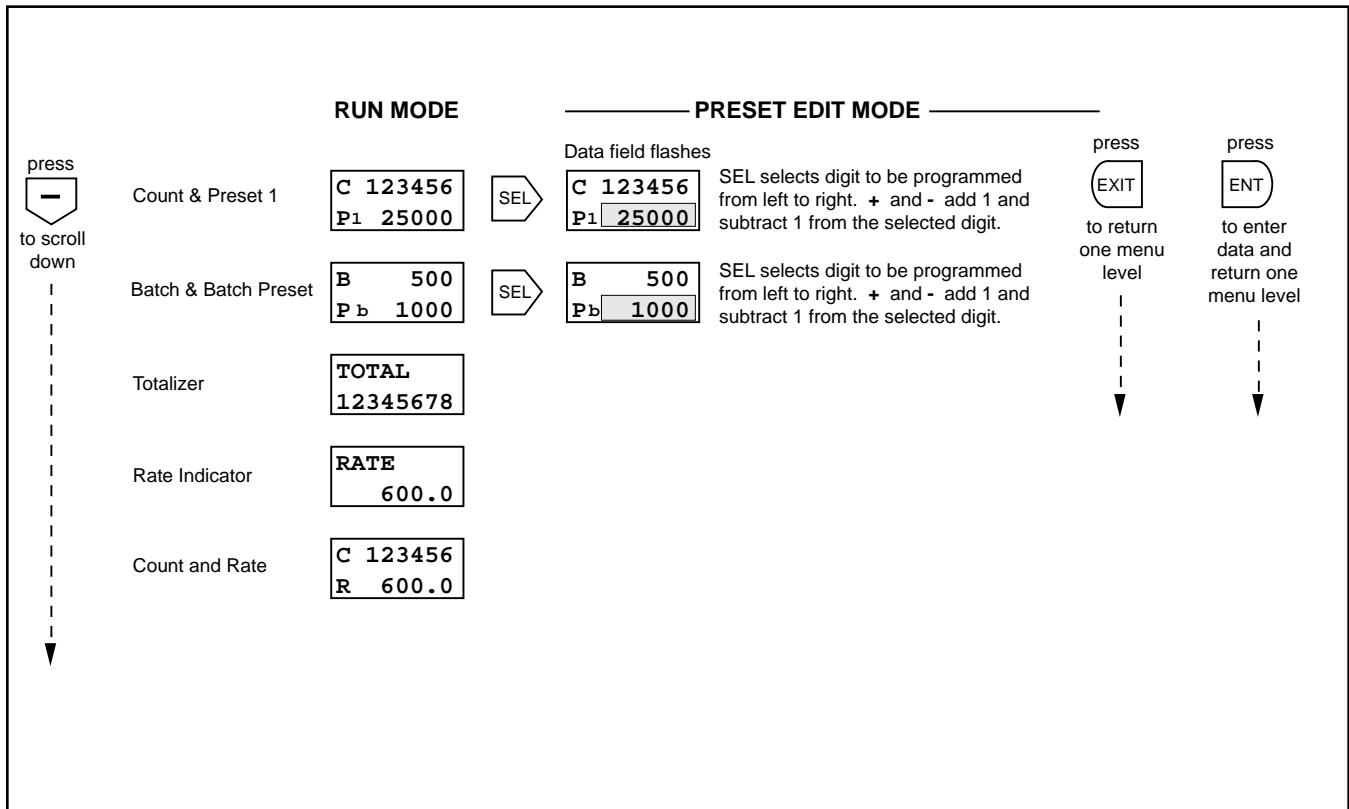 RUN MODE
PRESET EDIT MODE
press
–
to scroll
down
Count & Preset 1
C 123456
P1 25000
SEL
Data field flashes
C 123456
P1 25000
SEL selects digit to be programmed
from left to right. + and - add 1 and
subtract 1 from the selected digit.
press
EXIT
to return
one menu
level
press
ENT
to enter
data and
return one
menu level
Batch & Batch Preset
B 500
Pb 1000
SEL
B 500
Pb 1000
SEL selects digit to be programmed
from left to right. + and - add 1 and
subtract 1 from the selected digit.
Totalizer
TOTAL
12345678
Rate Indicator
RATE
600.0
Count and Rate
C 123456
R 600.0